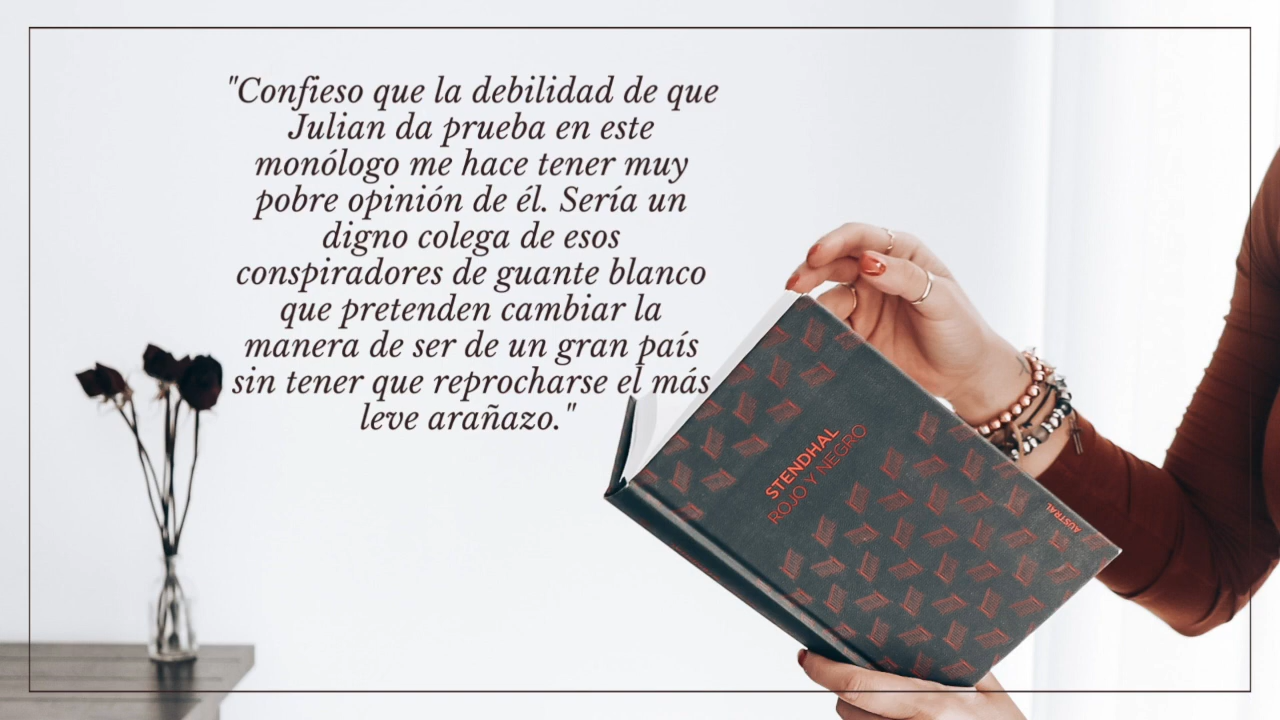 "Confieso que la debilidad de que
Julian da prueba en este
monólogo me hace tener muy
pobre opinión de él. Sería un
digno colega de esos
conspiradores de guante blanco
que pretenden cambiar la
manera de ser de un gran país
sin tener que reprocharse el más
leve arañazo."
STENDHAL
ROJO Y NEGRO
AUSTRAL